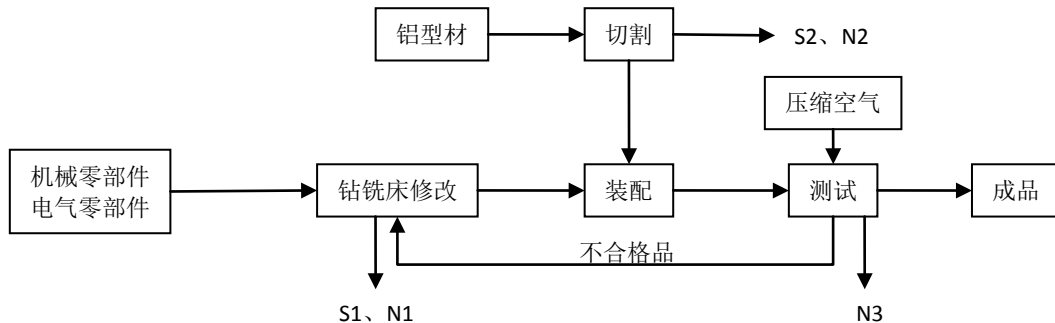 铝型材
切割
S2、N2
压缩空气
机械零部件
电气零部件
钻铣床修改
装配
测试
成品
不合格品
S1、N1
N3